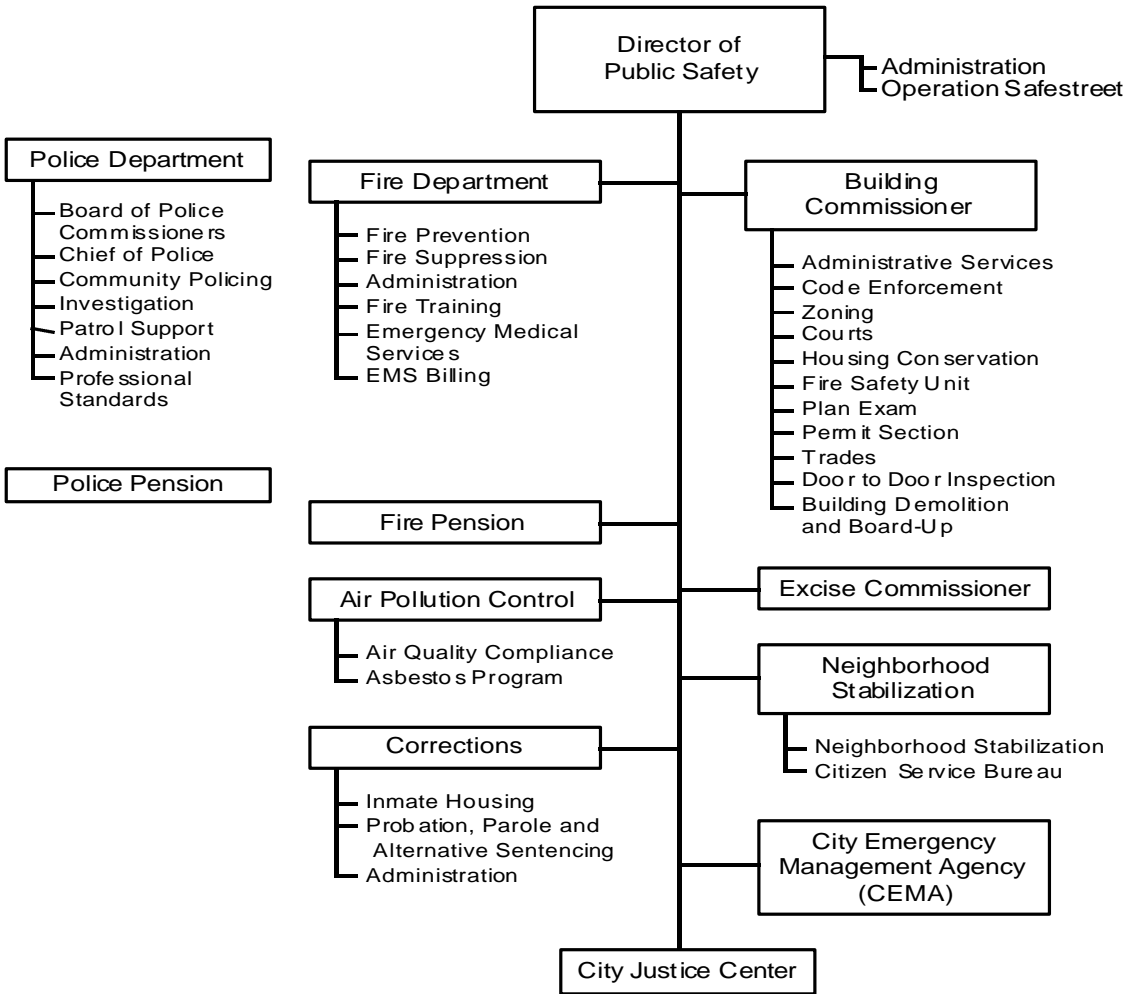 Director of
Public Safety
Administration
Operation Safestreet
Police Department
Board of Police
Commissioners
Chief of Police
Community Policing
Investigation
Patrol Support
Administration
Professional
Standards
Police Pension
Fire Department
Fire Prevention
Fire Suppression
Administration
Fire Training
Emergency Medical
Services
EMS Billing
Fire Pension
Air Pollution Control
Air Quality Compliance
Asbestos Program
Corrections
Inmate Housing
Probation, Parole and
Alternative Sentencing
Administration
Building
Commissioner
Administrative Services
Code Enforcement
Zoning
Courts
Housing Conservation
Fire Safety Unit
Plan Exam
Permit Section
Trades
Door to Door Inspection
Building Demolition
and Board-Up
Excise Commissioner
Neighborhood
Stabilization
Neighborhood Stabilization
Citizen Service Bureau
City Emergency
Management Agency
(CEMA)
City Justice Center